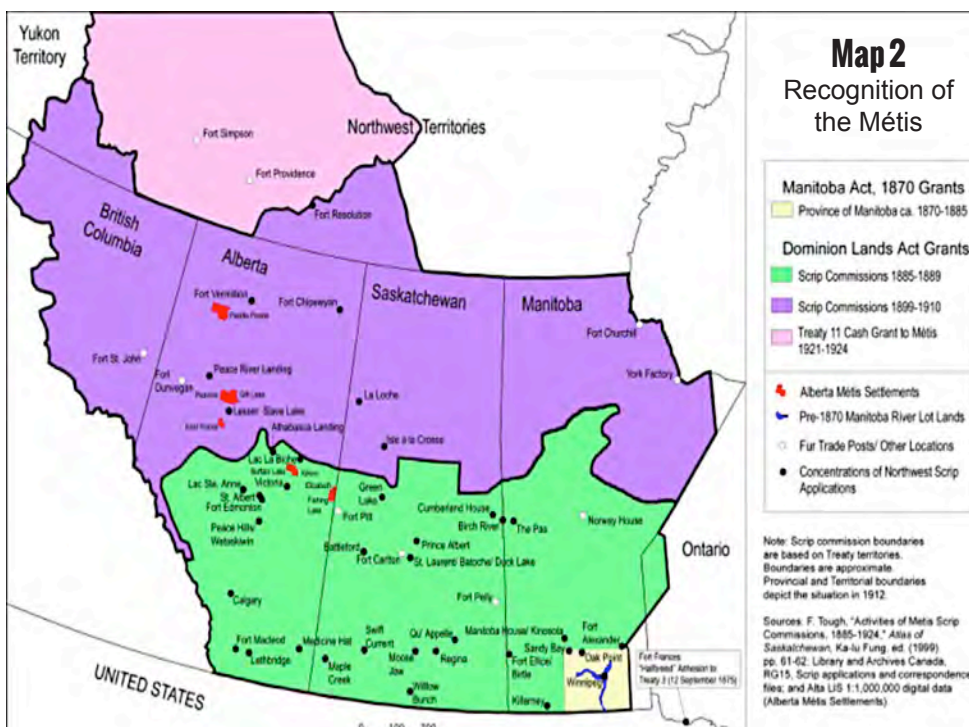 Yukon
Territory
Map 2
Recognition of
the Métis
Fort Simpson
Northwest Territories
Fort Providence
Fort Resolution
British
Columbia
Alberta
Saskatchewan
Manitoba
Fort Vermilion
Fort Chipewyan
Fort Churchill
Fort St. John
Fort
Dunvegan
Peace River Landing
York Factory
Peavine
Gift Lake
Lesser Slave Lake
La Loche
East Prairie
Athabasca Landing
Isle à la Crosse
Lac La Biche
Buffalo Lake
Kikino
Lac Ste. Anne
Victoria
Elizabeth
Green
Lake
St. Albert
Fishing
Lake
Fort Edmonton
Fort Pitt
Cumberland House
Norway House
Birch River
The Pas
Peace Hills/
Wetaskiwin
Battleford
Prince Albert
Fort Carlton
St. Laurent/ Batoche/ Duck Lake
Ontario
Calgary
Fort Pelly
Fort Macleod
Lethbridge
Medicine Hat
Swift
Current
Qu' Appelle
Manitoba House/ Kinosota
Fort
Alexander
Maple
Creek
Moose
Jaw
Regina
Fort Ellice/
Birtle
Sandy Bay
Oak Point
Winnipeg
Willow
Bunch
Killarney
UNITED STATES
Fort Frances
"Halfbreed" Adhesion to
Treaty 3 (12 September 1875)
Manitoba Act, 1870 Grants
Province of Manitoba ca. 1870-1885
Dominion Lands Act Grants
Scrip Commissions 1885-1889
Scrip Commissions 1899-1910
Treaty 11 Cash Grant to Métis
1921-1924
Alberta Métis Settlements
Pre-1870 Manitoba River Lot Lands
Fur Trade Posts/ Other Locations
Concentrations of Northwest Scrip
Applications
Note: Scrip commission boundaries
are based on Treaty territories.
Boundaries are approximate.
Provincial and Territorial boundaries
depict the situation in 1912.
Sources: F. Tough, "Activities of Metis Scrip
Commissions, 1885-1924," Atlas of
Saskatchewan, Ka-Iu Fung, ed. (1999)
pp. 61-62; Library and Archives Canada,
RG15, Scrip applications and correspondence
files; and Alta LIS 1:1,000,000 digital data
(Alberta Métis Settlements)